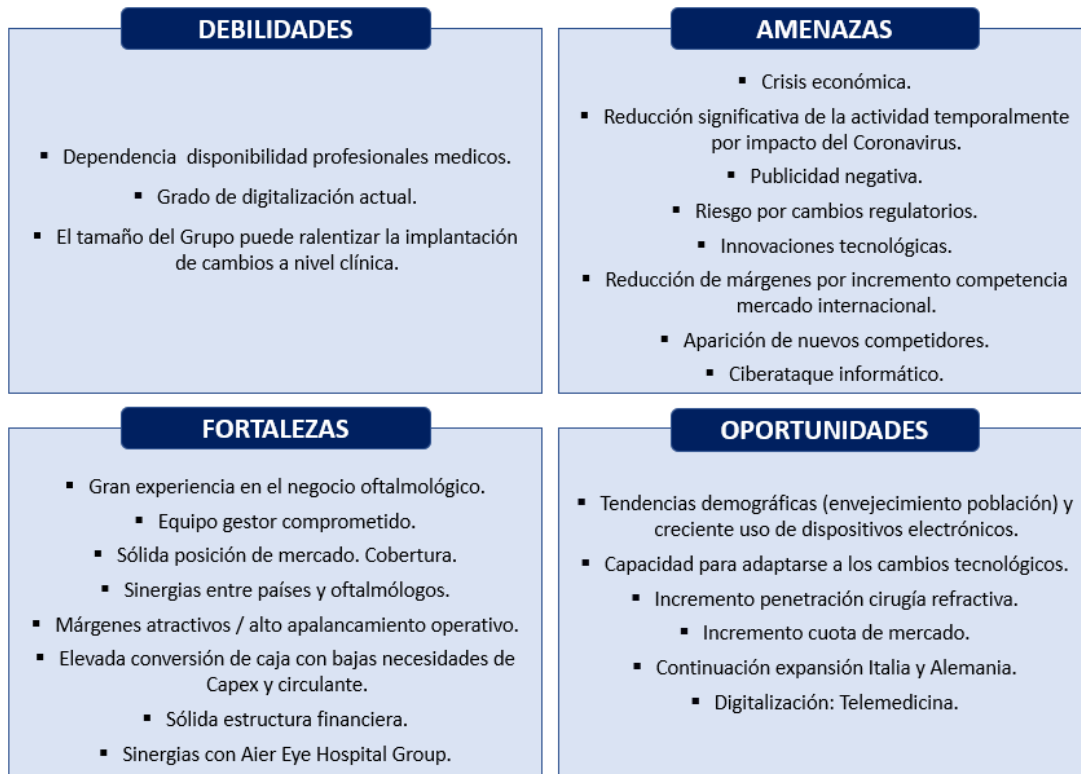 DEBILIDADES
▪ Dependencia disponibilidad profesionales medicos.
▪ Grado de digitalización actual.
▪ El tamaño del Grupo puede ralentizar la implantación
de cambios a nivel clínica.
AMENAZAS
▪ Crisis económica.
▪ Reducción significativa de la actividad temporalmente
por impacto del Coronavirus.
▪ Publicidad negativa.
▪ Riesgo por cambios regulatorios.
▪ Innovaciones tecnológicas.
▪ Reducción de márgenes por incremento competencia
mercado internacional.
▪ Aparición de nuevos competidores.
▪ Ciberataque informático.
FORTALEZAS
▪ Gran experiencia en el negocio oftalmológico.
▪ Equipo gestor comprometido.
▪ Sólida posición de mercado. Cobertura.
▪ Sinergias entre países y oftalmólogos.
▪ Márgenes atractivos / alto apalancamiento operativo.
▪ Elevada conversión de caja con bajas necesidades de
Capex y circulante.
▪ Sólida estructura financiera.
▪ Sinergias con Aier Eye Hospital Group.
OPORTUNIDADES
▪ Tendencias demográficas (envejecimiento población) y
creciente uso de dispositivos electrónicos.
▪ Capacidad para adaptarse a los cambios tecnológicos.
▪ Incremento penetración cirugía refractiva.
▪ Incremento cuota de mercado.
▪ Continuación expansión Italia y Alemania.
▪ Digitalización: Telemedicina.